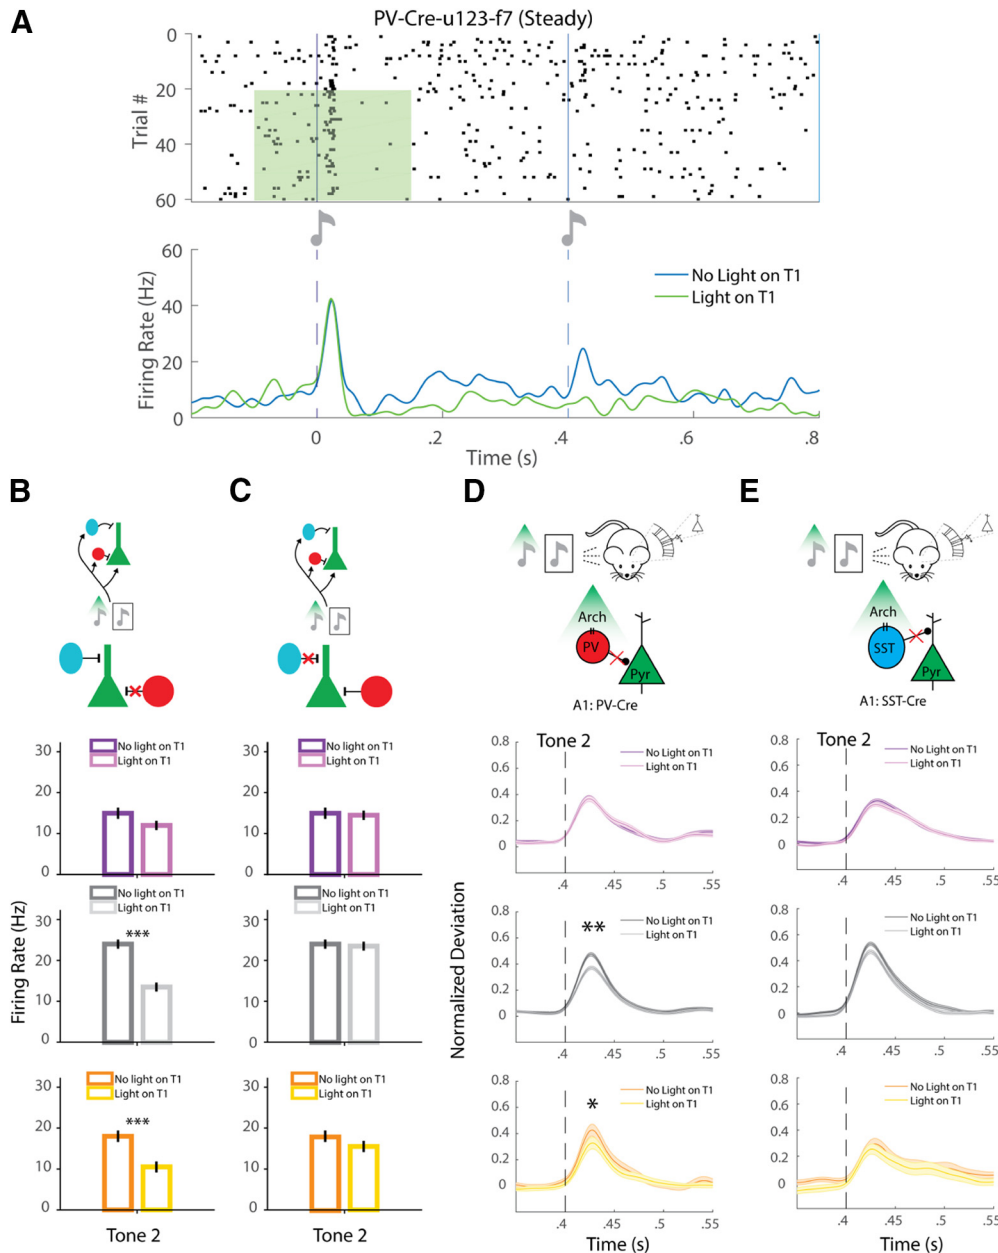 A
PV-Cre-u123-f7 (Steady)
Trial #
0
20
40
60
Firing Rate (Hz)
60
40
20
0
No Light on T1
Light on T1
0 .2 .4 .6 .8
Time (s)
B C D E
Arch
PV
Pyr
A1: PV-Cre
Arch
SST
Pyr
A1: SST-Cre
Firing Rate (Hz)
No light on T1
Light on T1
30
20
10
0
No light on T1
Light on T1
30
20
10
0
Tone 2
0.8
0.6
0.4
0.2
0
No Light on T1
Light on T1
.4 .45 .5 .55
Tone 2
0.8
0.6
0.4
0.2
0
No Light on T1
Light on T1
.4 .45 .5 .55
No light on T1
Light on T1
***
30
20
10
0
No light on T1
Light on T1
30
20
10
0
Normalized Deviation
0.8
0.6
0.4
0.2
0
No Light on T1
Light on T1
**
.4 .45 .5 .55
0.8
0.6
0.4
0.2
0
No Light on T1
Light on T1
.4 .45 .5 .55
No light on T1
Light on T1
***
30
20
10
0
Tone 2
No light on T1
Light on T1
30
20
10
0
Tone 2
0.8
0.6
0.4
0.2
0
No Light on T1
Light on T1
*
.4 .45 .5 .55
Time (s)
0.8
0.6
0.4
0.2
0
No Light on T1
Light on T1
.4 .45 .5 .55
Time (s)